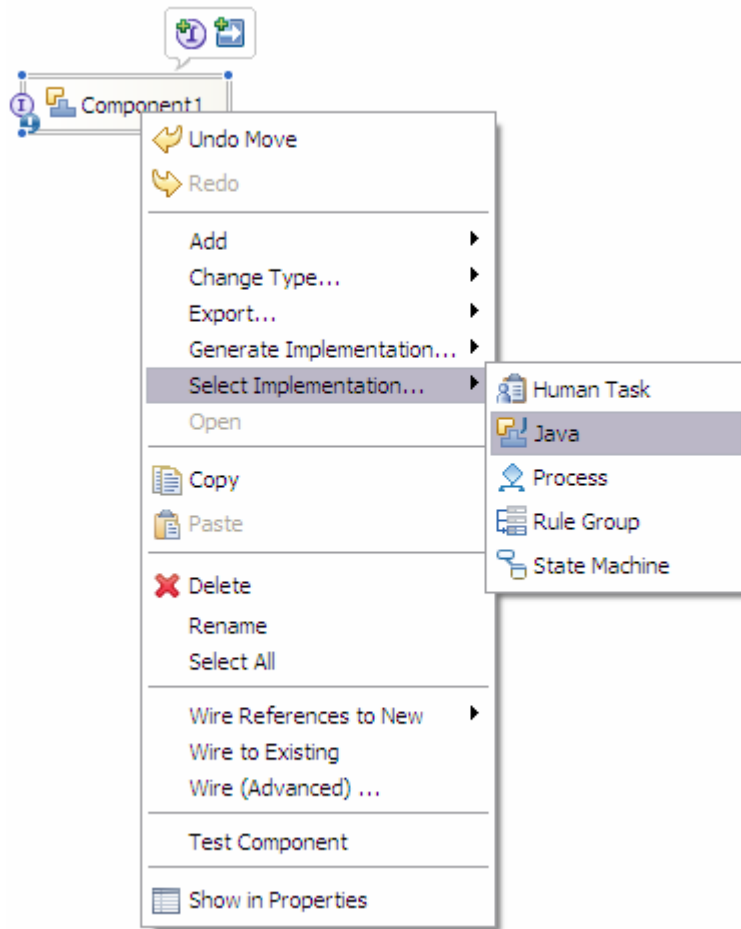 Component1
Undo Move
Redo
Add
Change Type...
Export...
Generate Implementation...
Select Implementation...
Open
Copy
Paste
Delete
Rename
Select All
Wire References to New
Wire to Existing
Wire (Advanced) ...
Test Component
Show in Properties
Human Task
Java
Process
Rule Group
State Machine